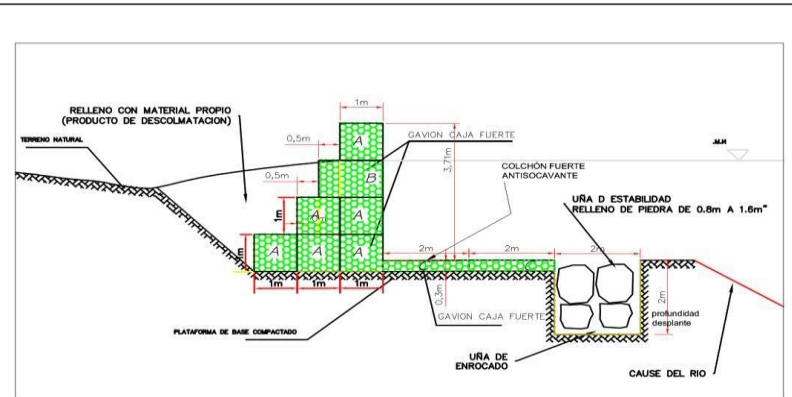 1m
RELLENO CON MATERIAL PROPIO
(PRODUCTO DE DESCOLMATACION)
TERRENO NATURAL
0,5m
A
GAVION CAJA FUERTE
3,71m
COLCHÓN FUERTE
ANTISOCAVANTE
0,5m
B
UÑA D ESTABILIDAD
RELLENO DE PIEDRA DE 0.8m A 1.6m"
1m
A
A
1m
A
A
A
2m
2m
2m
1m
1m
1m
0,3m
2m
profundidad
desplante
GAVION CAJA FUERTE
PLATAFORMA DE BASE COMPACTADO
UÑA DE
ENROCADO
CAUSE DEL RIO